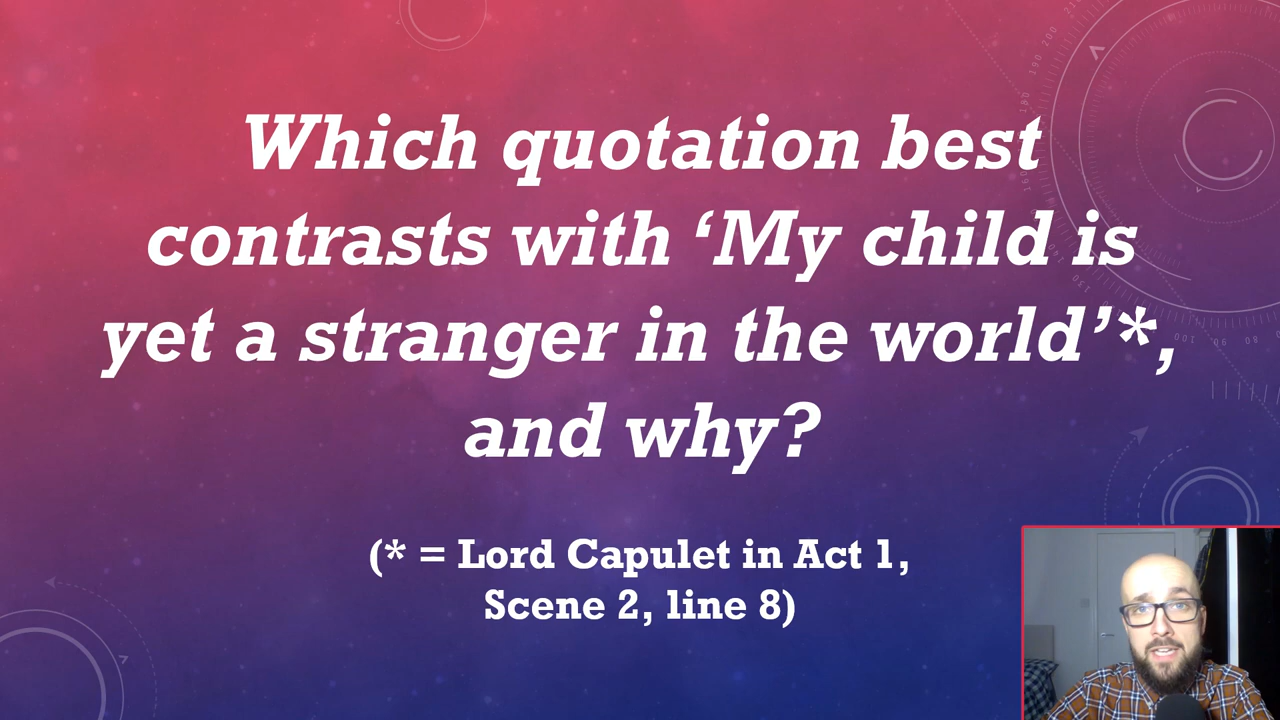 Which quotation best
contrasts with ‘My child is
yet a stranger in the world’*,
and why?
(* = Lord Capulet in Act 1,
Scene 2, line 8)